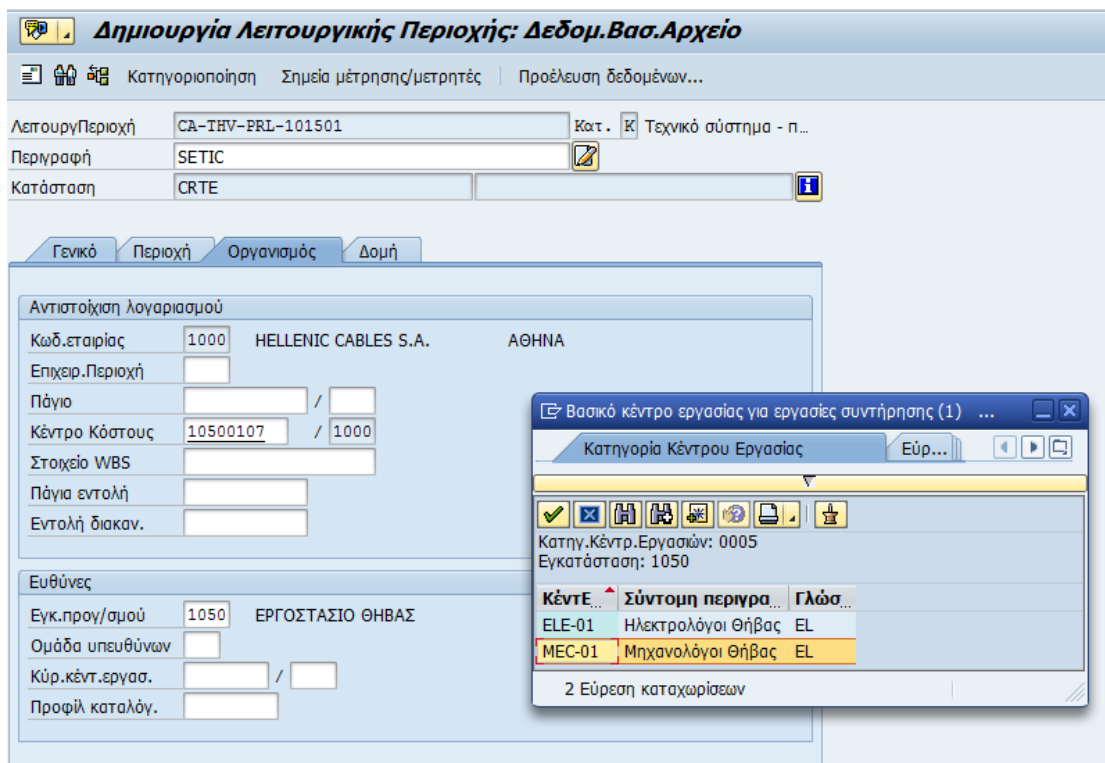 Δημιουργία Λειτουργικής Περιοχής: Δεδομ.Βασ.Αρχείο
Κατηγοριοποίηση Σημεία μέτρησης/μετρητές Προέλευση δεδομένων...
ΛειτουργΠεριοχή CA-THV-PRL-101501 Κατ. K Τεχνικό σύστημα - π...
Περιγραφή SETIC
Κατάσταση CRTE
Γενικό Περιοχή Οργανισμός Δομή
Αντιστοίχιση λογαριασμού
Κωδ.εταιρίας 1000 HELLENIC CABLES S.A. ΑΘΗΝΑ
Επιχειρ.Περιοχή
Πάγιο /
Κέντρο Κόστους 10500107 / 1000
Στοιχείο WBS
Πάγια εντολή
Εντολή διακαν.
Ευθύνες
Εγκ.προγ/σμού 1050 ΕΡΓΟΣΤΑΣΙΟ ΘΗΒΑΣ
Ομάδα υπευθύνων
Κύρ.κέντ.εργασ. /
Προφίλ καταλόγ.
Βασικό κέντρο εργασίας για εργασίες συντήρησης (1) ...
Κατηγορία Κέντρου Εργασίας Εύρ...
Κατηγ.Κέντρ.Εργασιών: 0005
Εγκατάσταση: 1050
ΚέντΕ... Σύντομη περιγρα... Γλώσ...
ELE-01 Ηλεκτρολόγοι Θήβας EL
MEC-01 Μηχανολόγοι Θήβας EL
2 Εύρεση καταχωρίσεων